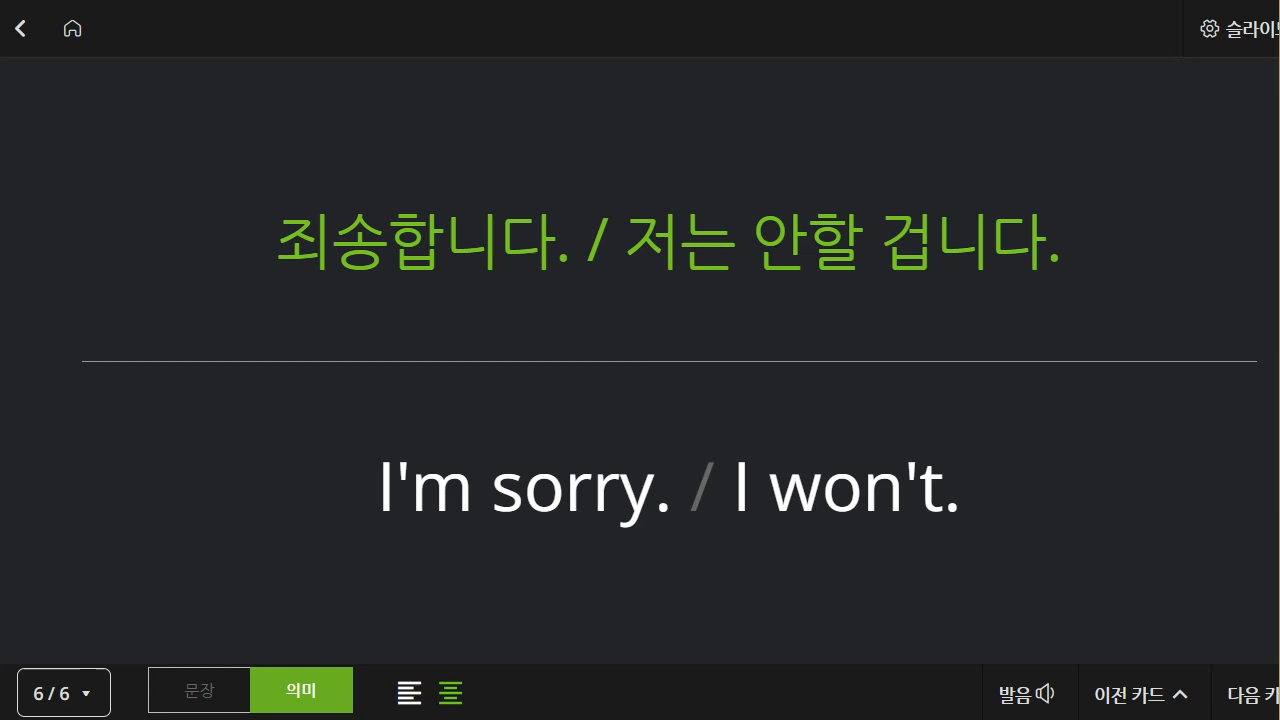 슬라이
죄송합니다. / 저는 안할 겁니다.
I'm sorry. / I won't.
6 / 6
문장
의미
발음
이전 카드
다음